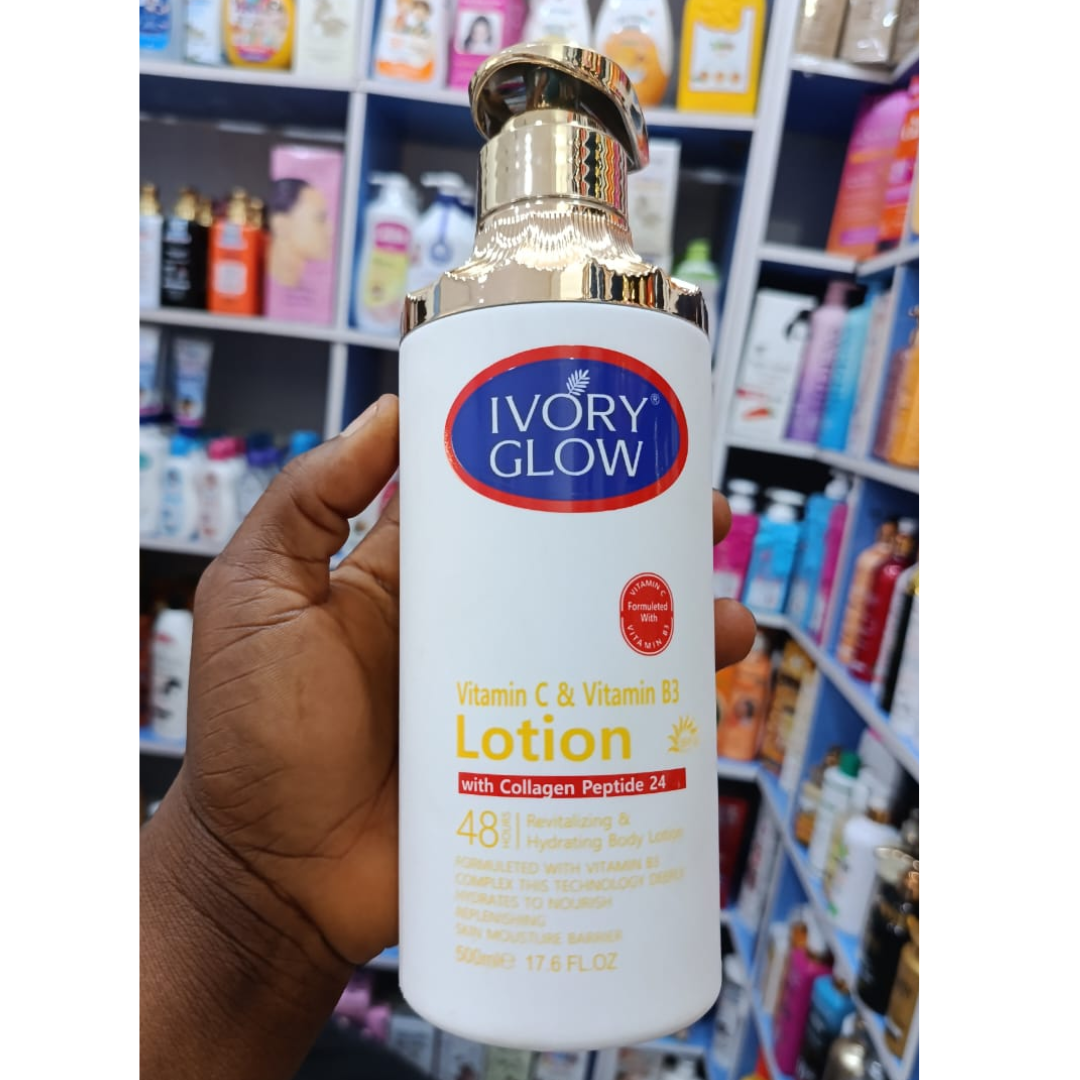 IVORY®
GLOW
VITAMIN C
Formuleted
With
VITAMIN B3
Vitamin C & Vitamin B3
Lotion
with Collagen Peptide 24
48 HOURS
Revitalizing &
Hydrating Body Lotion
FORMULETED WITH VITAMIN B3
COMPLEX THIS TECHNOLOGY DEEPLY
HYDRATES TO NOURISH
REPLENISHING
SKIN MOUSTURE BARRIER
500ml℮ 17.6 FL.OZ